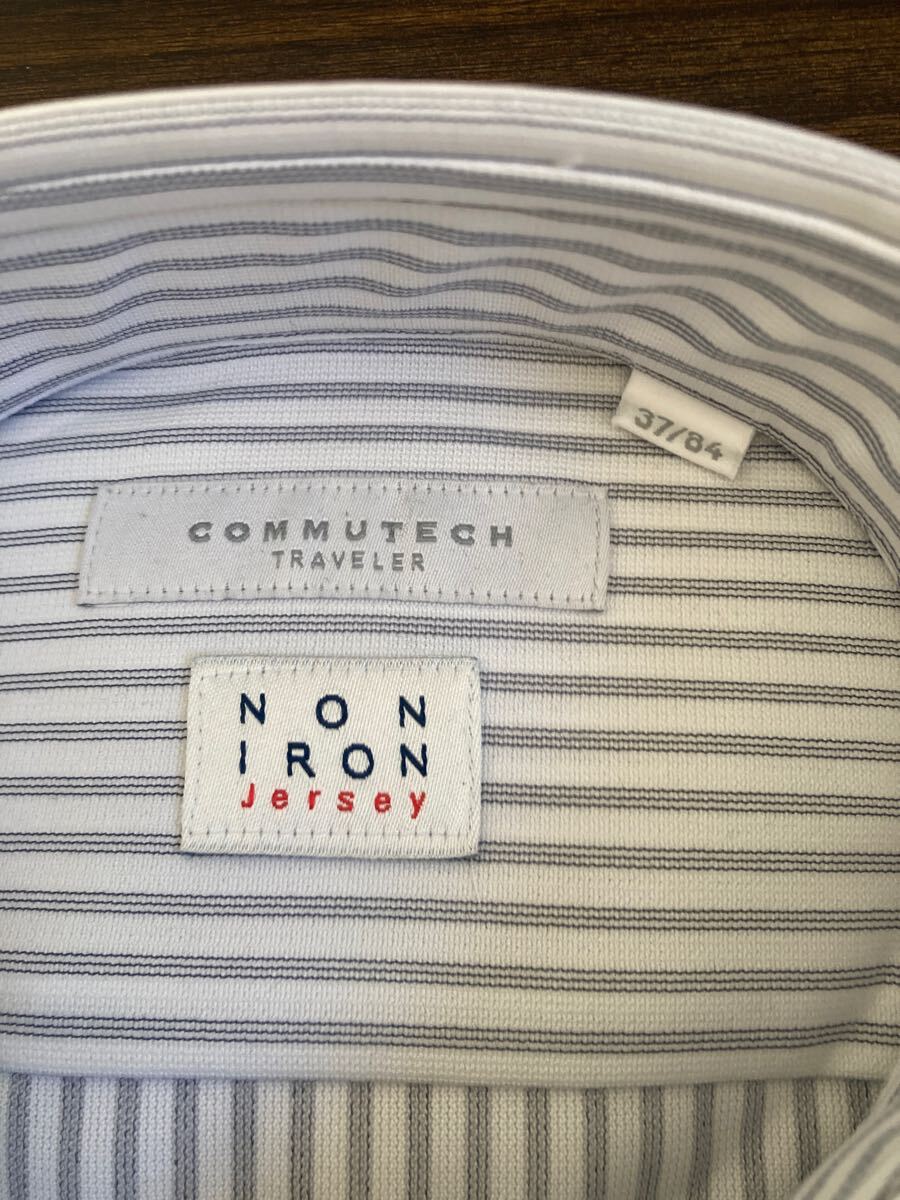 37/84
COMMUTECH
TRAVELER
NON
IRON
Jersey